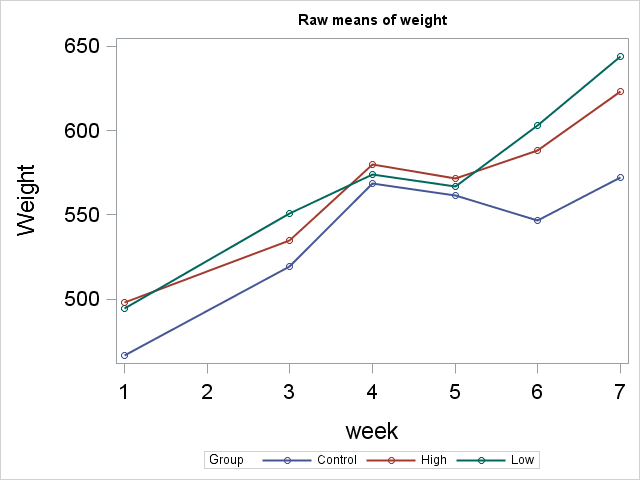 Raw means of weight
650
600
550
500
Weight
1 2 3 4 5 6 7
week
Group Control High Low